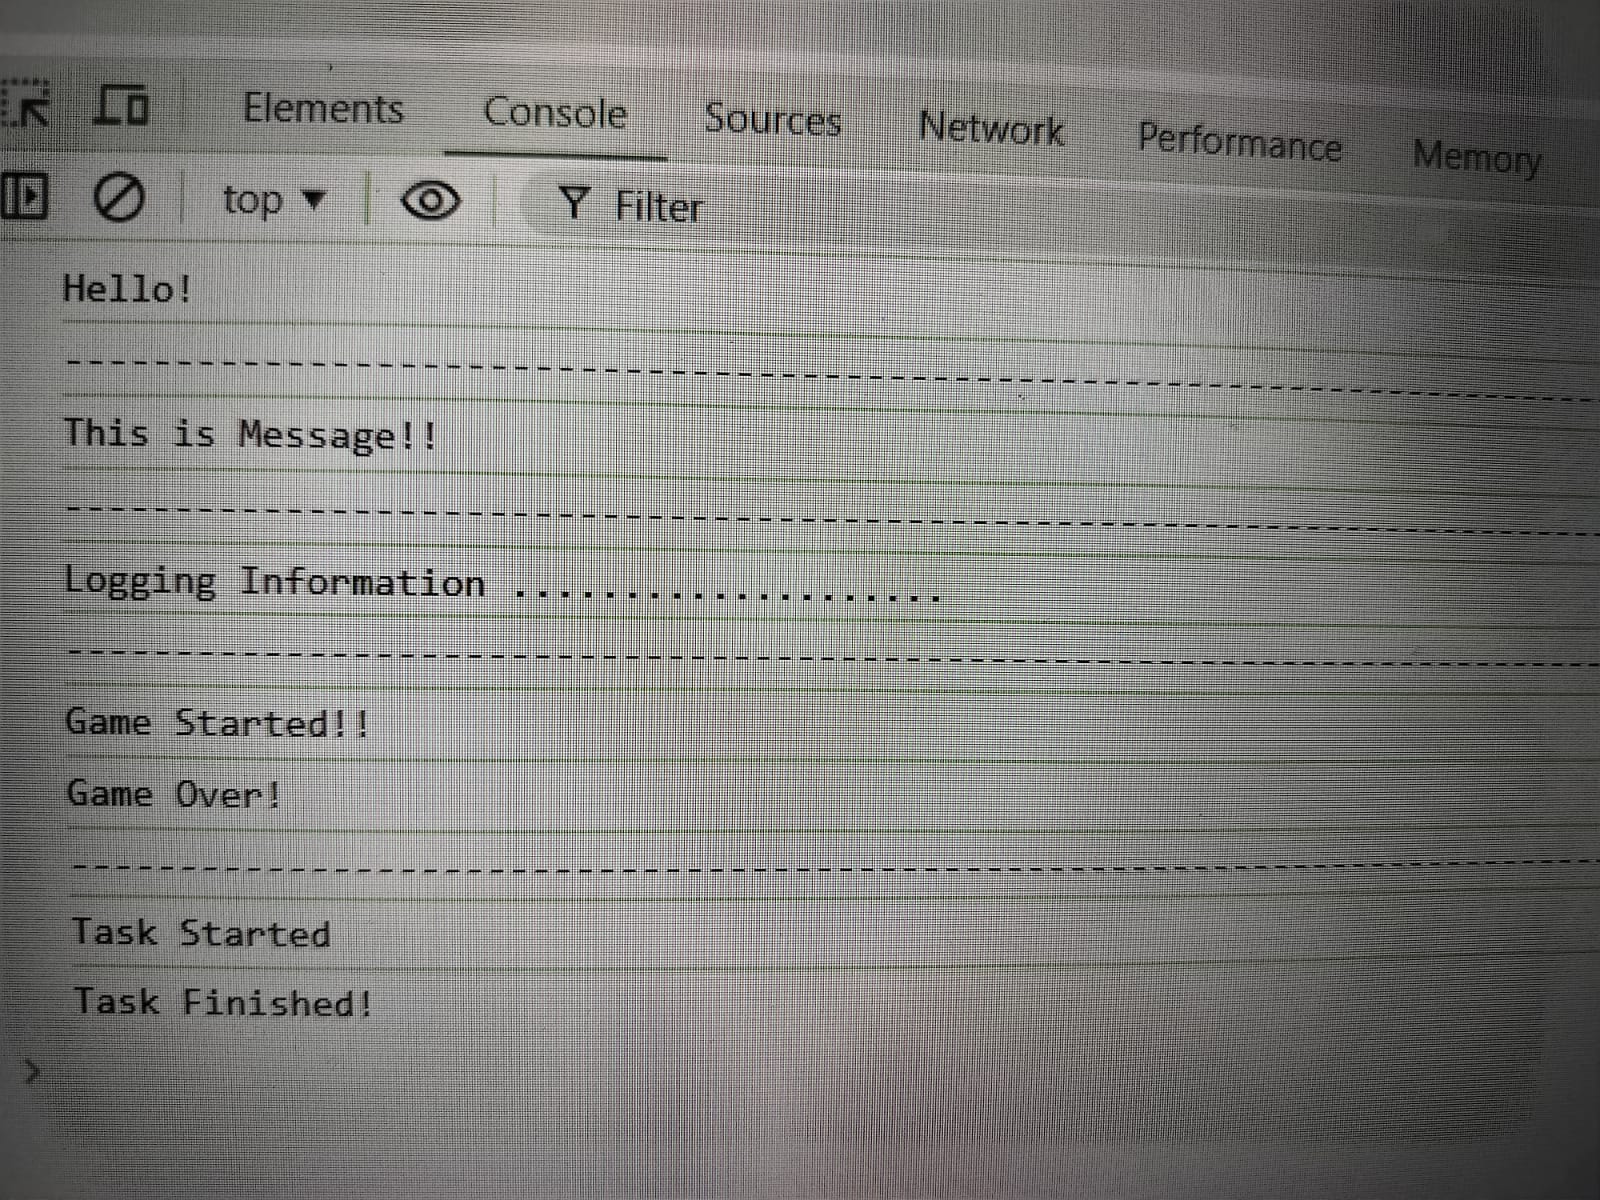 Elements Console Sources Network Performance Memory
top ▼ Filter
Hello!
--------------------------------------------------------------------
This is Message!!
--------------------------------------------------------------------
Logging Information ...................
--------------------------------------------------------------------
Game Started!!
Game Over!
--------------------------------------------------------------------
Task Started
Task Finished!
>